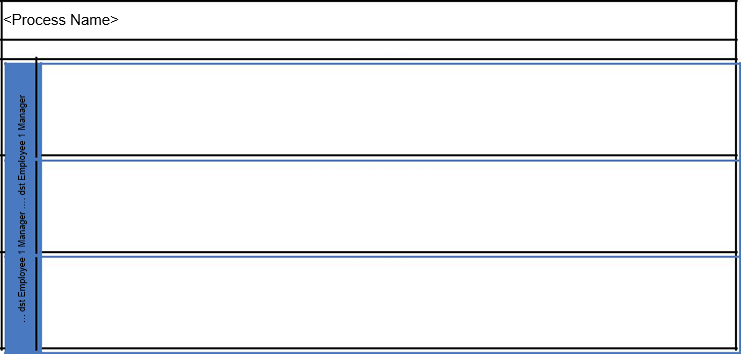 <Process Name>
... dst Employee 1 Manager .... dst Employee 1 Manager